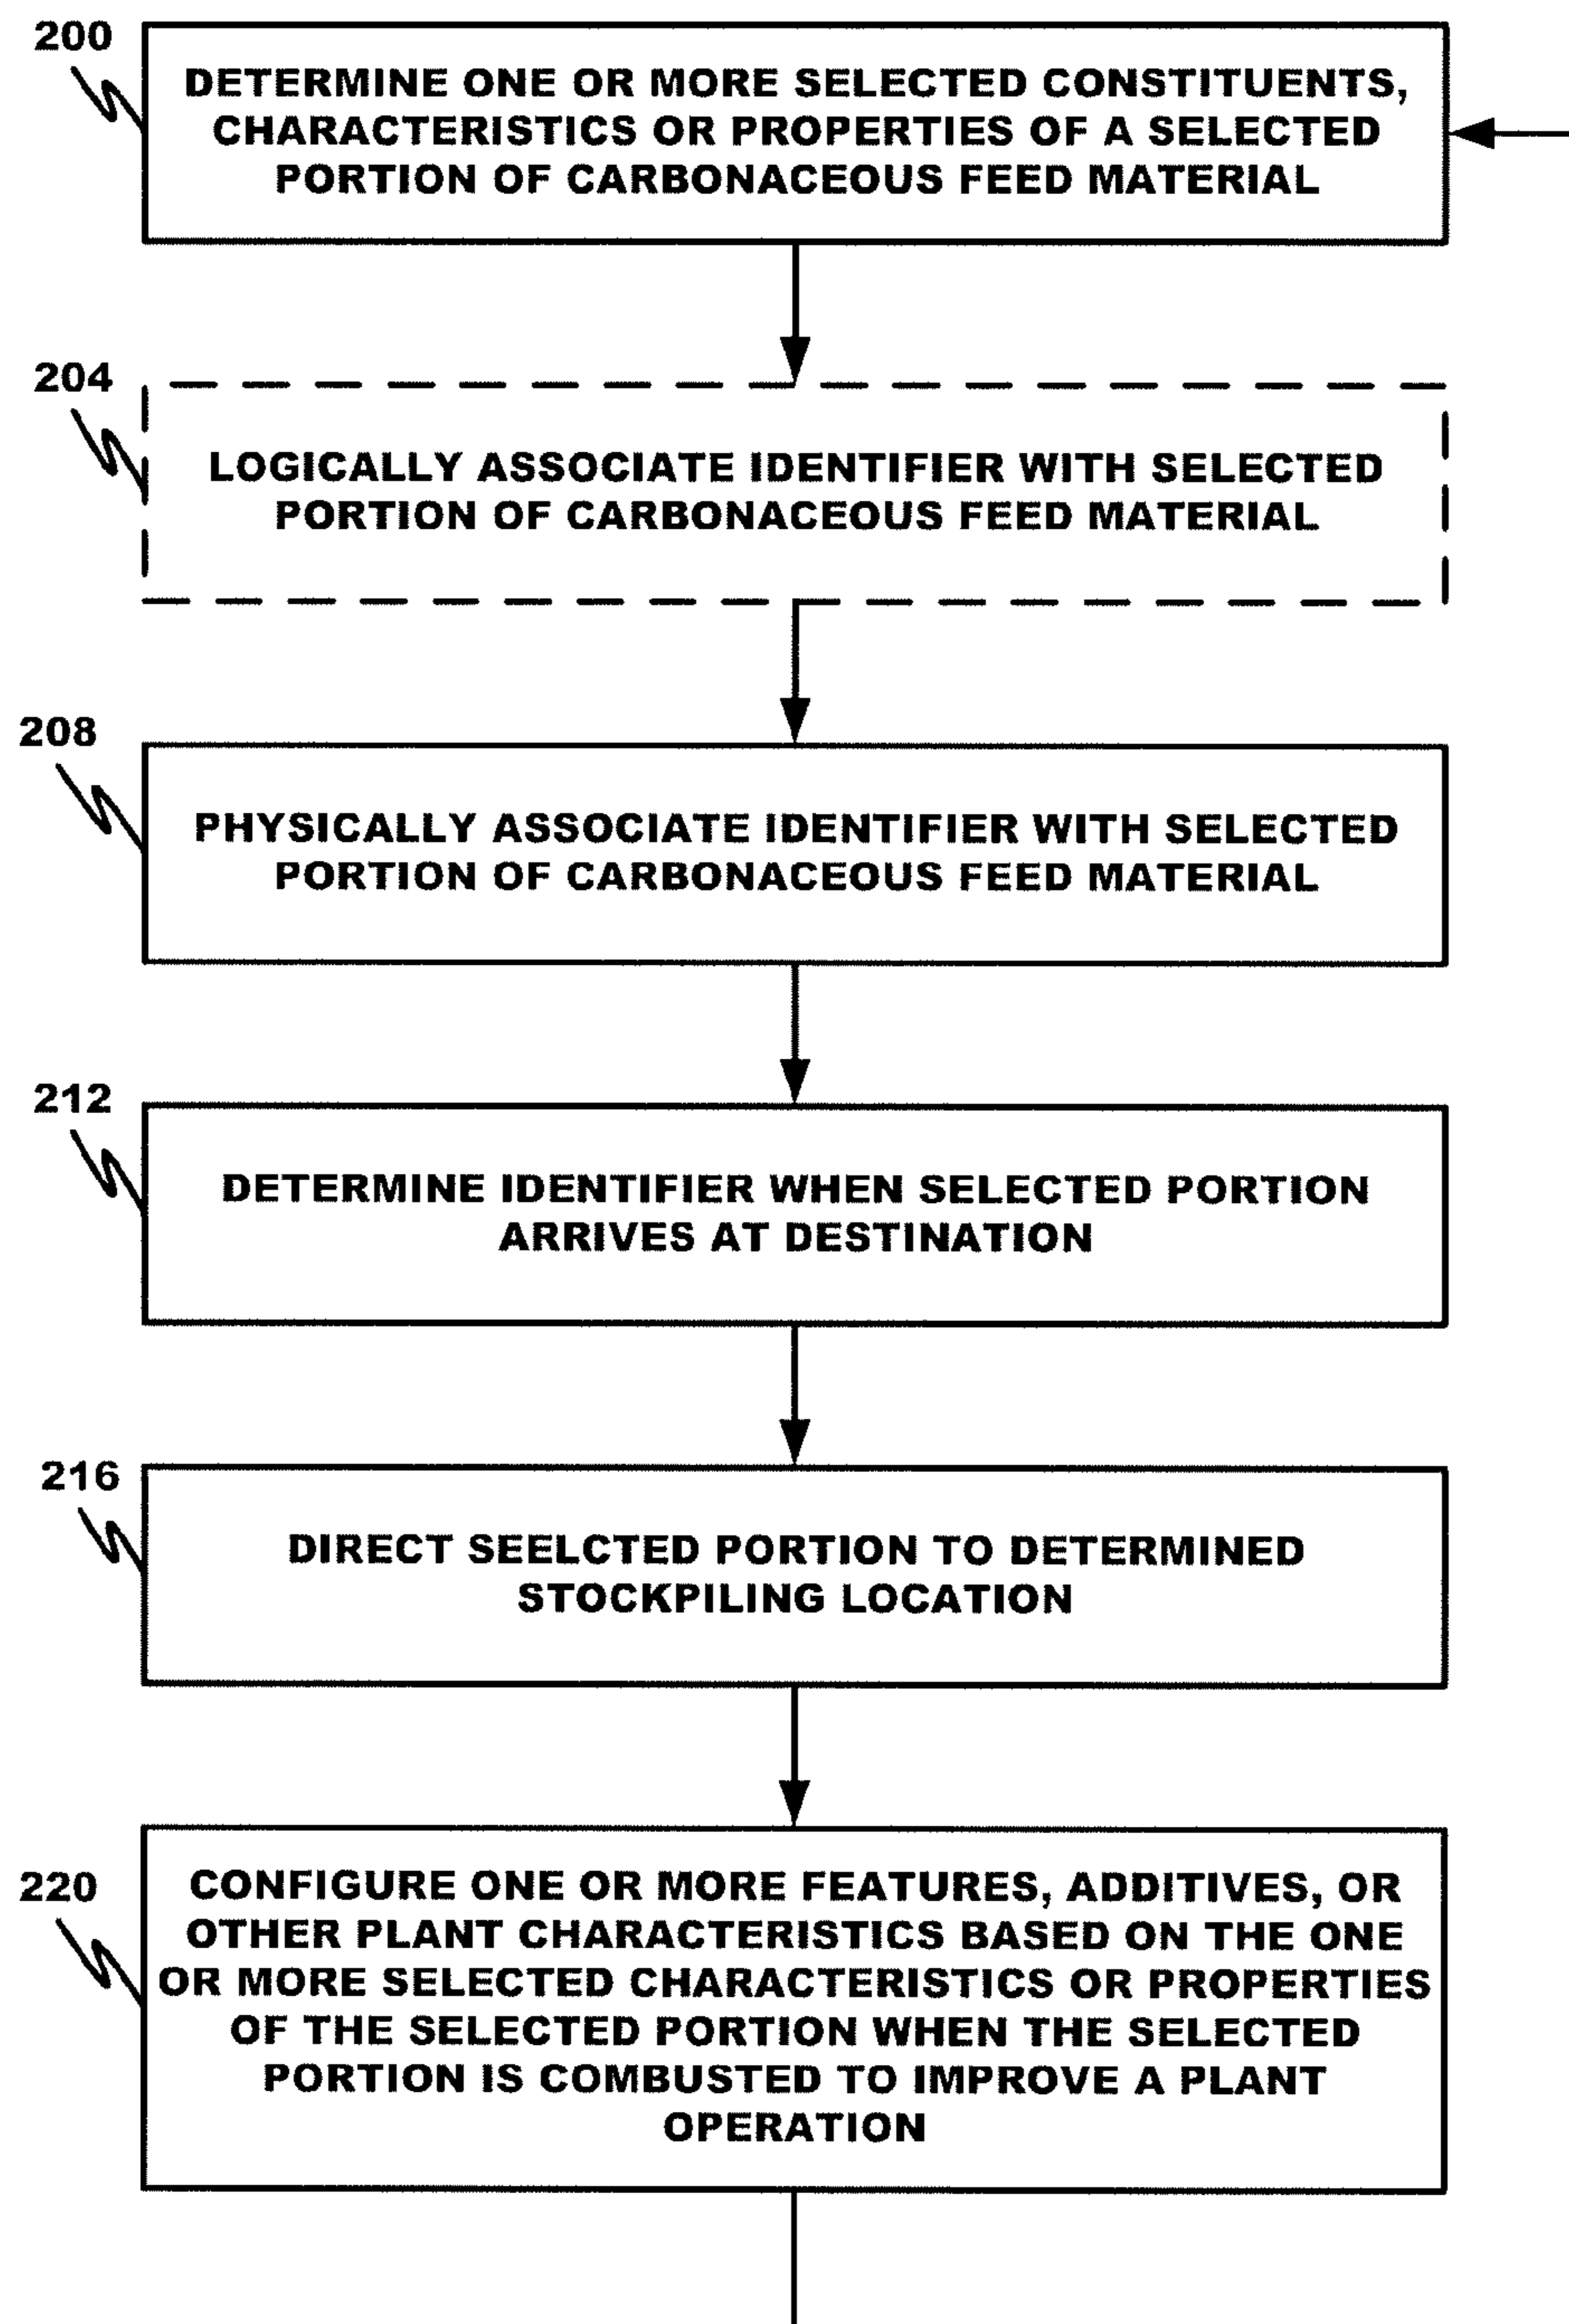 200
DETERMINE ONE OR MORE SELECTED CONSTITUENTS,
CHARACTERISTICS OR PROPERTIES OF A SELECTED
PORTION OF CARBONACEOUS FEED MATERIAL
204
LOGICALLY ASSOCIATE IDENTIFIER WITH SELECTED
PORTION OF CARBONACEOUS FEED MATERIAL
208
PHYSICALLY ASSOCIATE IDENTIFIER WITH SELECTED
PORTION OF CARBONACEOUS FEED MATERIAL
212
DETERMINE IDENTIFIER WHEN SELECTED PORTION
ARRIVES AT DESTINATION
216
DIRECT SEELCTED PORTION TO DETERMINED
STOCKPILING LOCATION
220
CONFIGURE ONE OR MORE FEATURES, ADDITIVES, OR
OTHER PLANT CHARACTERISTICS BASED ON THE ONE
OR MORE SELECTED CHARACTERISTICS OR PROPERTIES
OF THE SELECTED PORTION WHEN THE SELECTED
PORTION IS COMBUSTED TO IMPROVE A PLANT
OPERATION